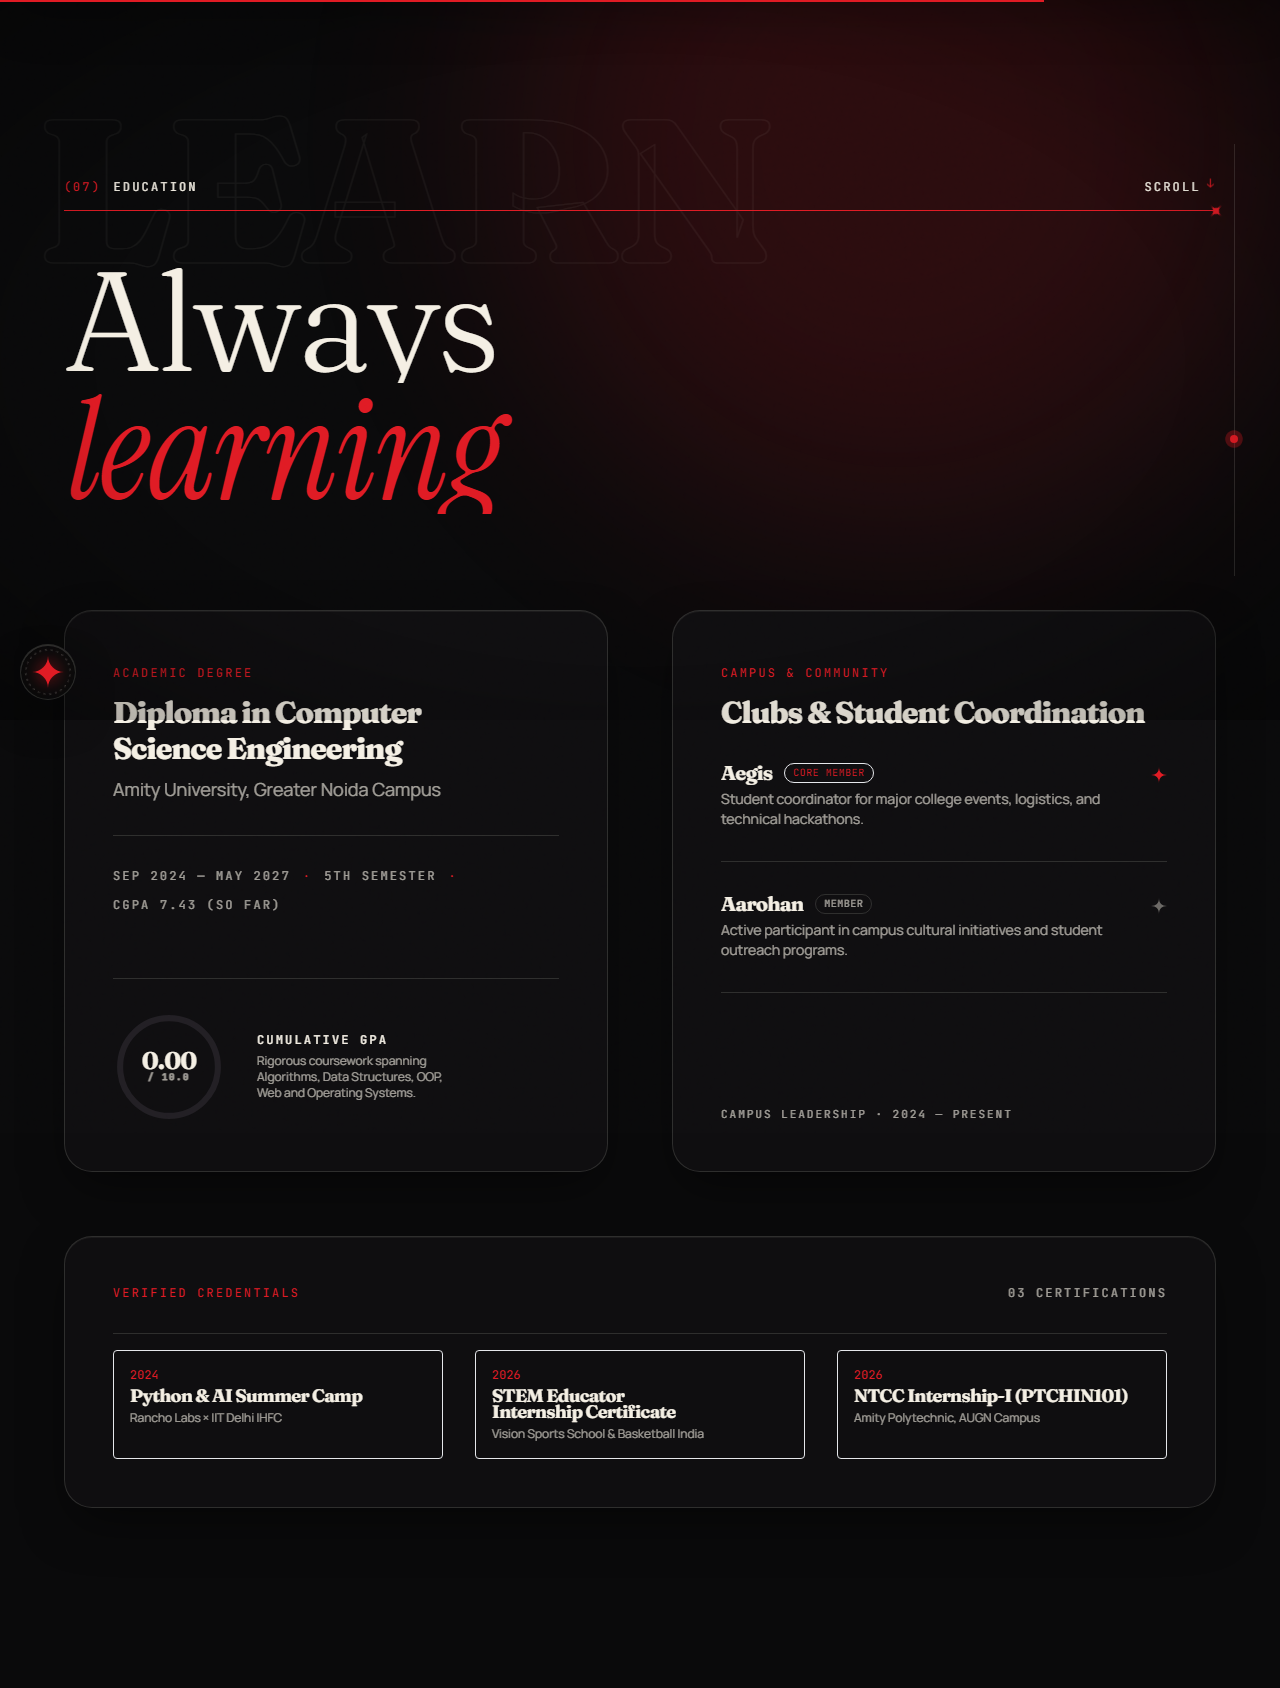 LEARN
(07) EDUCATION
SCROLL ↓
Always
learning
ACADEMIC DEGREE
Diploma in Computer
Science Engineering
Amity University, Greater Noida Campus
SEP 2024 — MAY 2027 · 5TH SEMESTER ·
CGPA 7.43 (SO FAR)
0.00
/ 10.0
CUMULATIVE GPA
Rigorous coursework spanning
Algorithms, Data Structures, OOP,
Web and Operating Systems.
CAMPUS & COMMUNITY
Clubs & Student Coordination
Aegis CORE MEMBER
Student coordinator for major college events, logistics, and
technical hackathons.
Aarohan MEMBER
Active participant in campus cultural initiatives and student
outreach programs.
CAMPUS LEADERSHIP · 2024 — PRESENT
VERIFIED CREDENTIALS
03 CERTIFICATIONS
2024
Python & AI Summer Camp
Rancho Labs × IIT Delhi IHFC
2026
STEM Educator
Internship Certificate
Vision Sports School & Basketball India
2026
NTCC Internship-I (PTCHIN101)
Amity Polytechnic, AUGN Campus